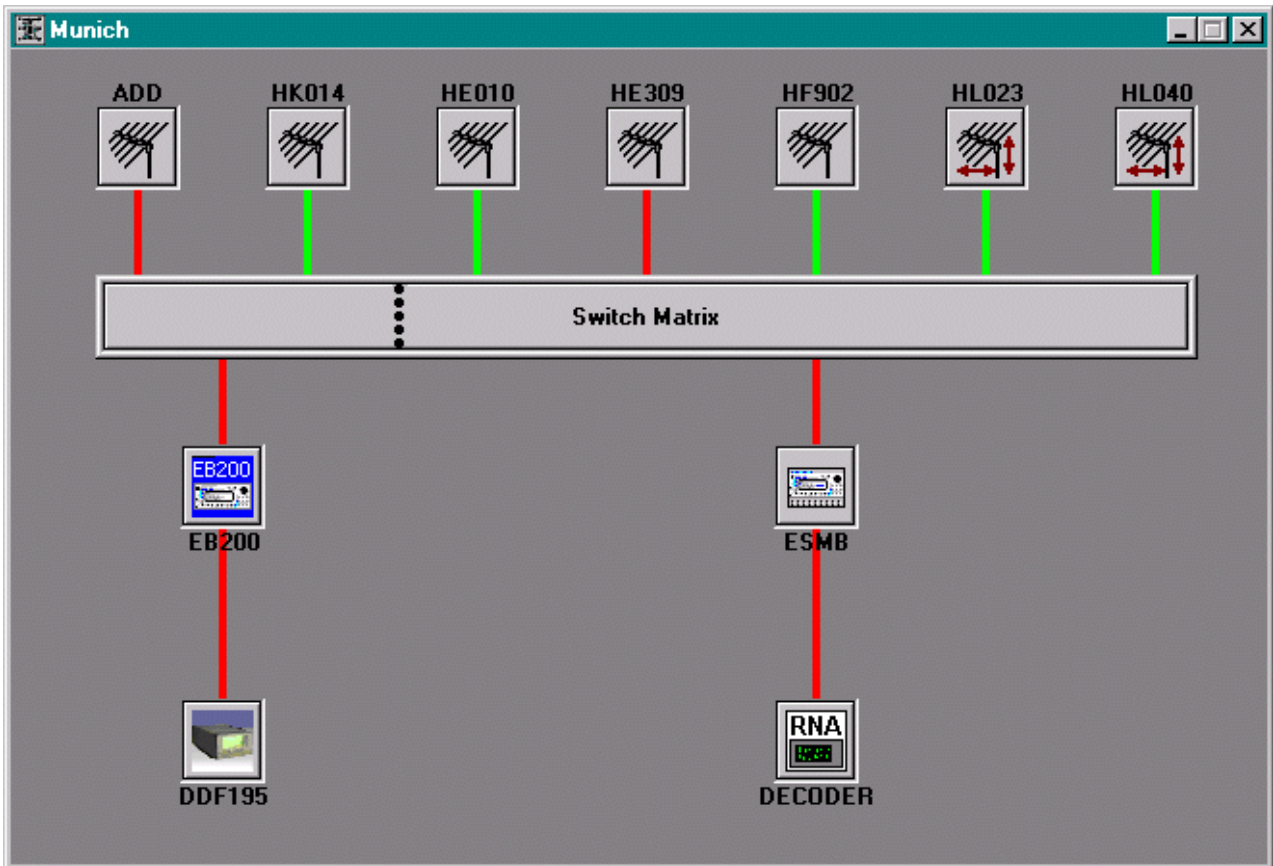 Munich
ADD HK014 HE010 HE309 HF902 HL023 HL040
Switch Matrix
EB200
EB200 ESMB
RNA
DDF195 DECODER